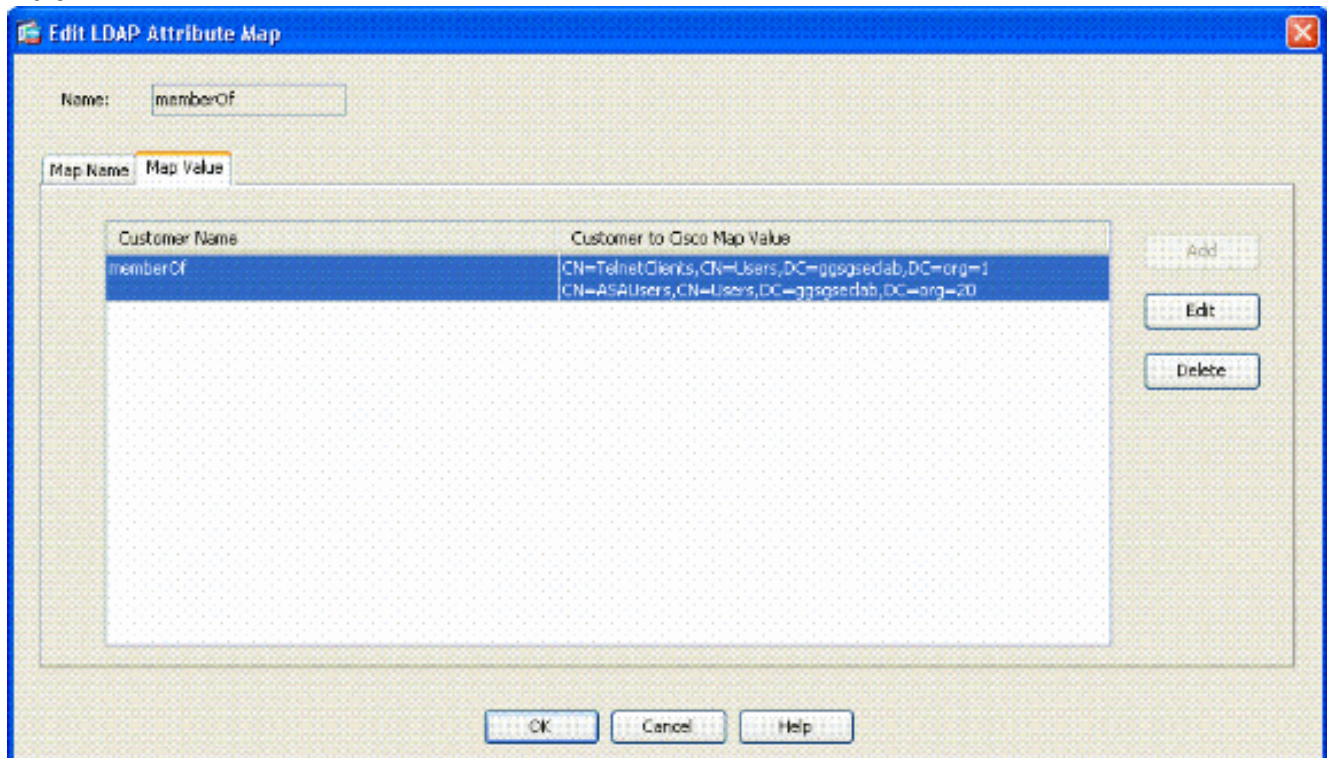 Edit LDAP Attribute Map
Name: memberOf
Map Name Map Value
Customer Name Customer to Cisco Map Value
memberOf CN=TelnetClients,CN=Users,DC=ggsgseclab,DC=org=1
CN=ASAUsers,CN=Users,DC=ggsgseclab,DC=org=20
Add
Edit
Delete
OK Cancel Help